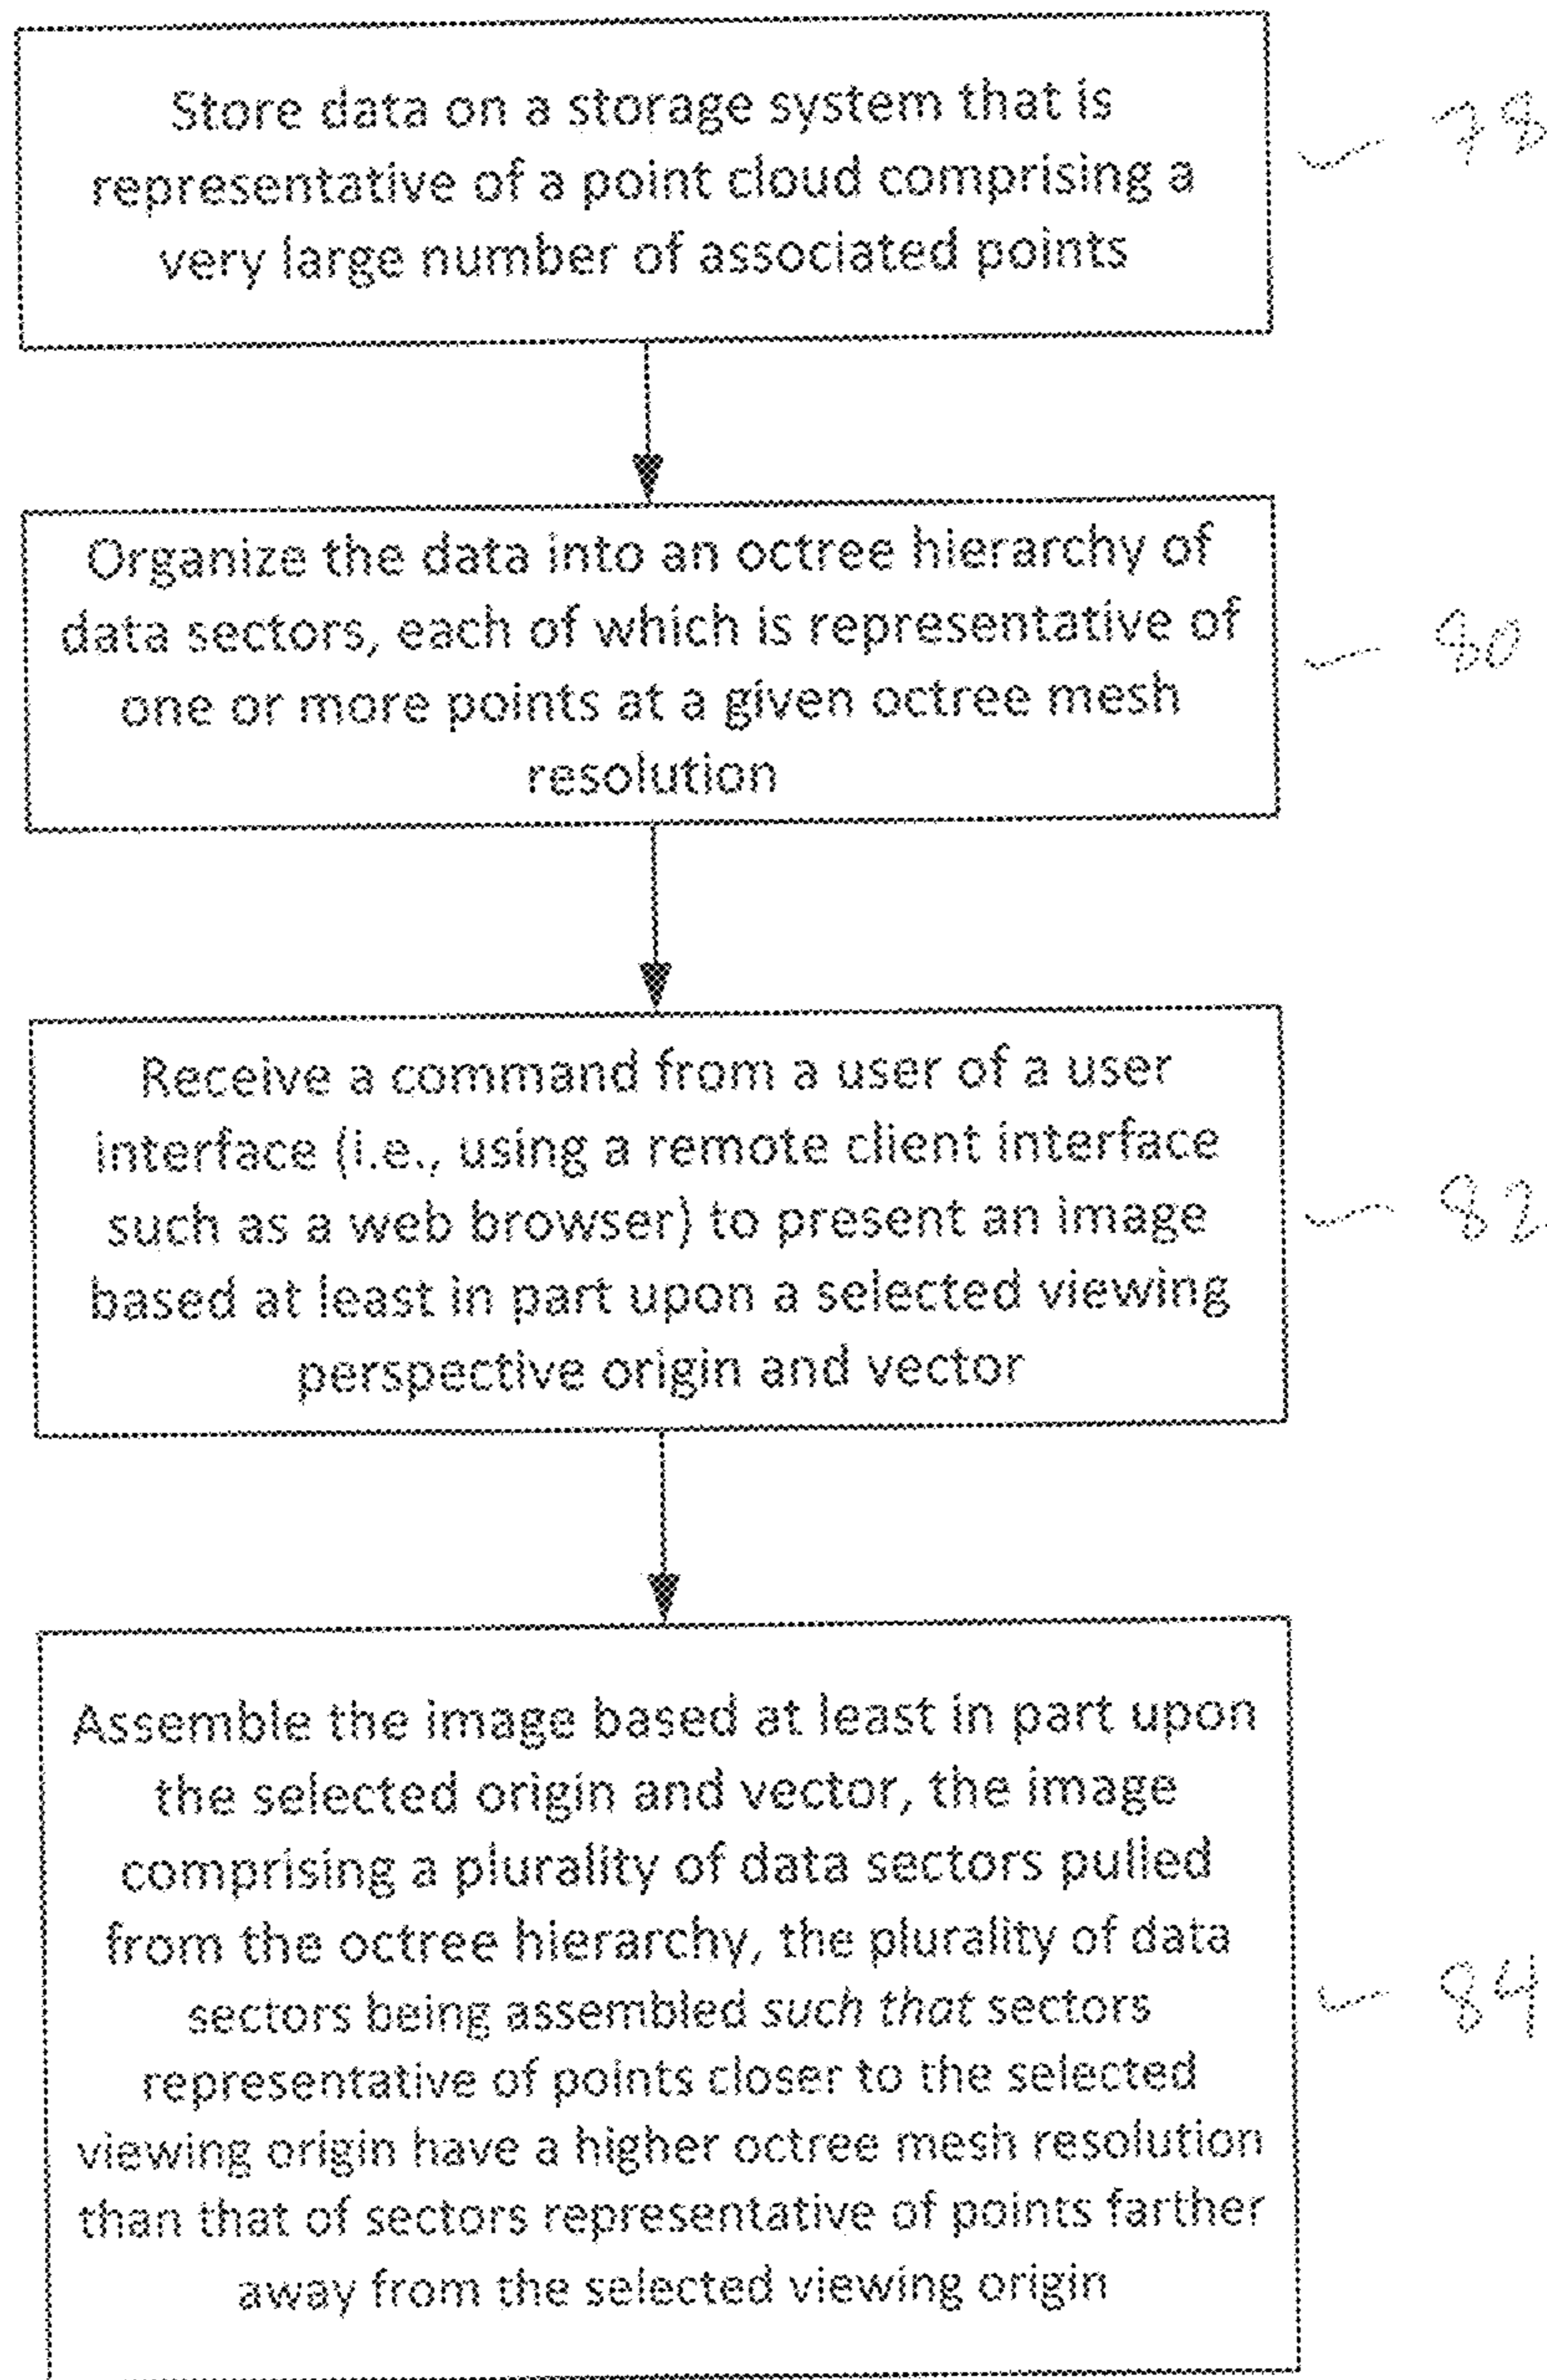 Store data on a storage system that is
representative of a point cloud comprising a
very large number of associated points
78
Organize the data into an octree hierarchy of
data sectors, each of which is representative of
one or more points at a given octree mesh
resolution
80
Receive a command from a user of a user
interface (i.e., using a remote client interface
such as a web browser) to present an image
based at least in part upon a selected viewing
perspective origin and vector
82
Assemble the image based at least in part upon
the selected origin and vector, the image
comprising a plurality of data sectors pulled
from the octree hierarchy, the plurality of data
sectors being assembled such that sectors
representative of points closer to the selected
viewing origin have a higher octree mesh resolution
than that of sectors representative of points farther
away from the selected viewing origin
84